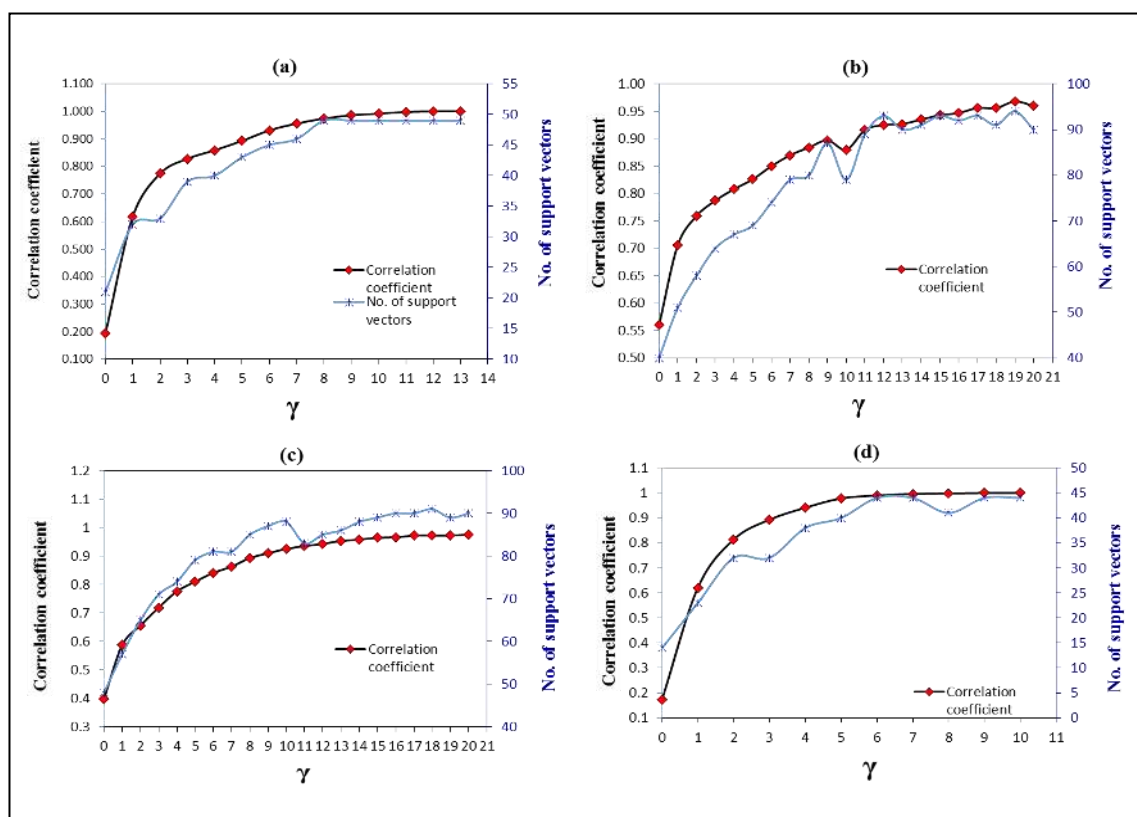 (a)
Correlation coefficient
1.100
1.000
0.900
0.800
0.700
0.600
0.500
0.400
0.300
0.200
0.100
55
50
45
40
35
30
25
20
15
10
No. of support vectors
Correlation
coefficient
No. of support
vectors
0 1 2 3 4 5 6 7 8 9 10 11 12 13 14
γ
(b)
Correlation coefficient
1.00
0.95
0.90
0.85
0.80
0.75
0.70
0.65
0.60
0.55
0.50
100
90
80
70
60
50
40
No. of support vectors
Correlation
coefficient
0 1 2 3 4 5 6 7 8 9 10 11 12 13 14 15 16 17 18 19 20 21
γ
(c)
Correlation coefficient
1.2
1.1
1
0.9
0.8
0.7
0.6
0.5
0.4
0.3
100
90
80
70
60
50
40
No. of support vectors
Correlation
coefficient
0 1 2 3 4 5 6 7 8 9 10 11 12 13 14 15 16 17 18 19 20 21
γ
(d)
Correlation coefficient
1.1
1
0.9
0.8
0.7
0.6
0.5
0.4
0.3
0.2
0.1
50
45
40
35
30
25
20
15
10
5
0
No. of support vectors
Correlation
coefficient
0 1 2 3 4 5 6 7 8 9 10 11
γ